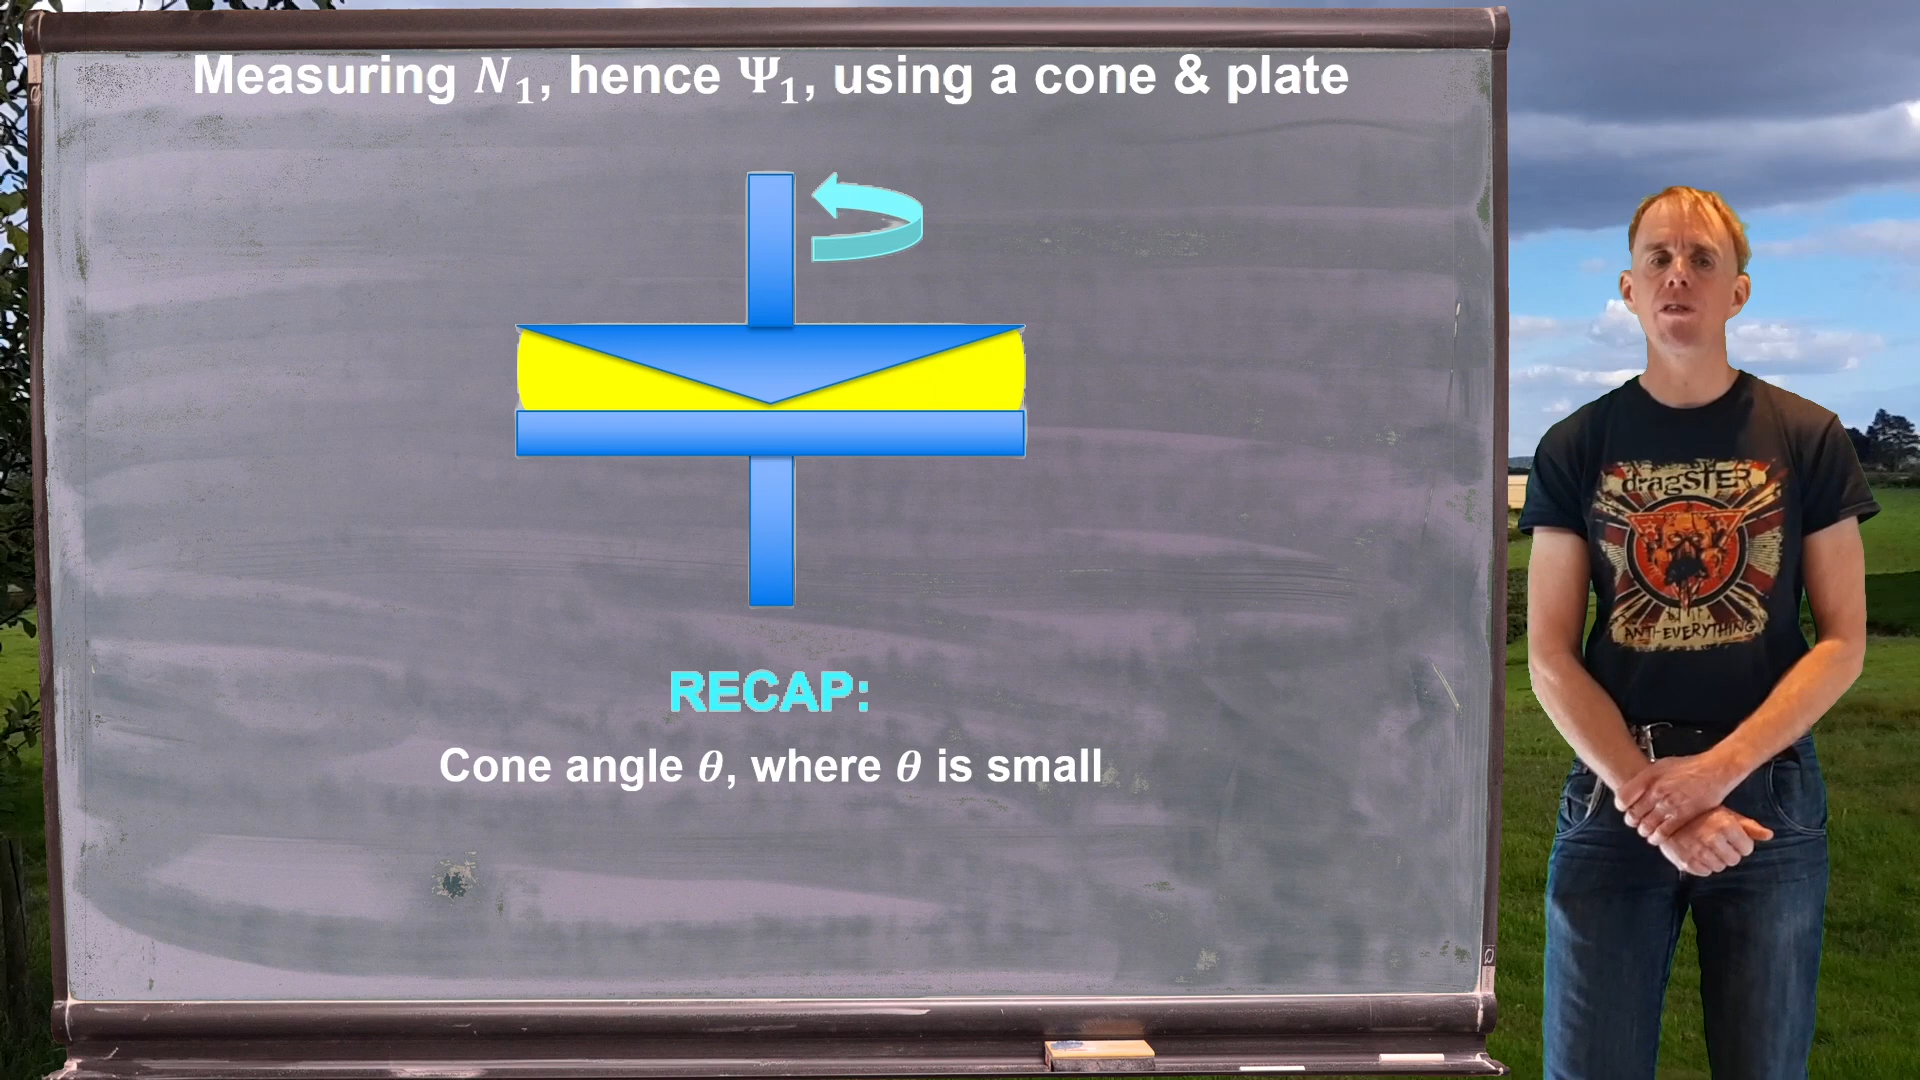 Measuring N₁, hence Ψ₁, using a cone & plate
RECAP:
Cone angle θ, where θ is small
dragSTER
ANTI-EVERYTHING